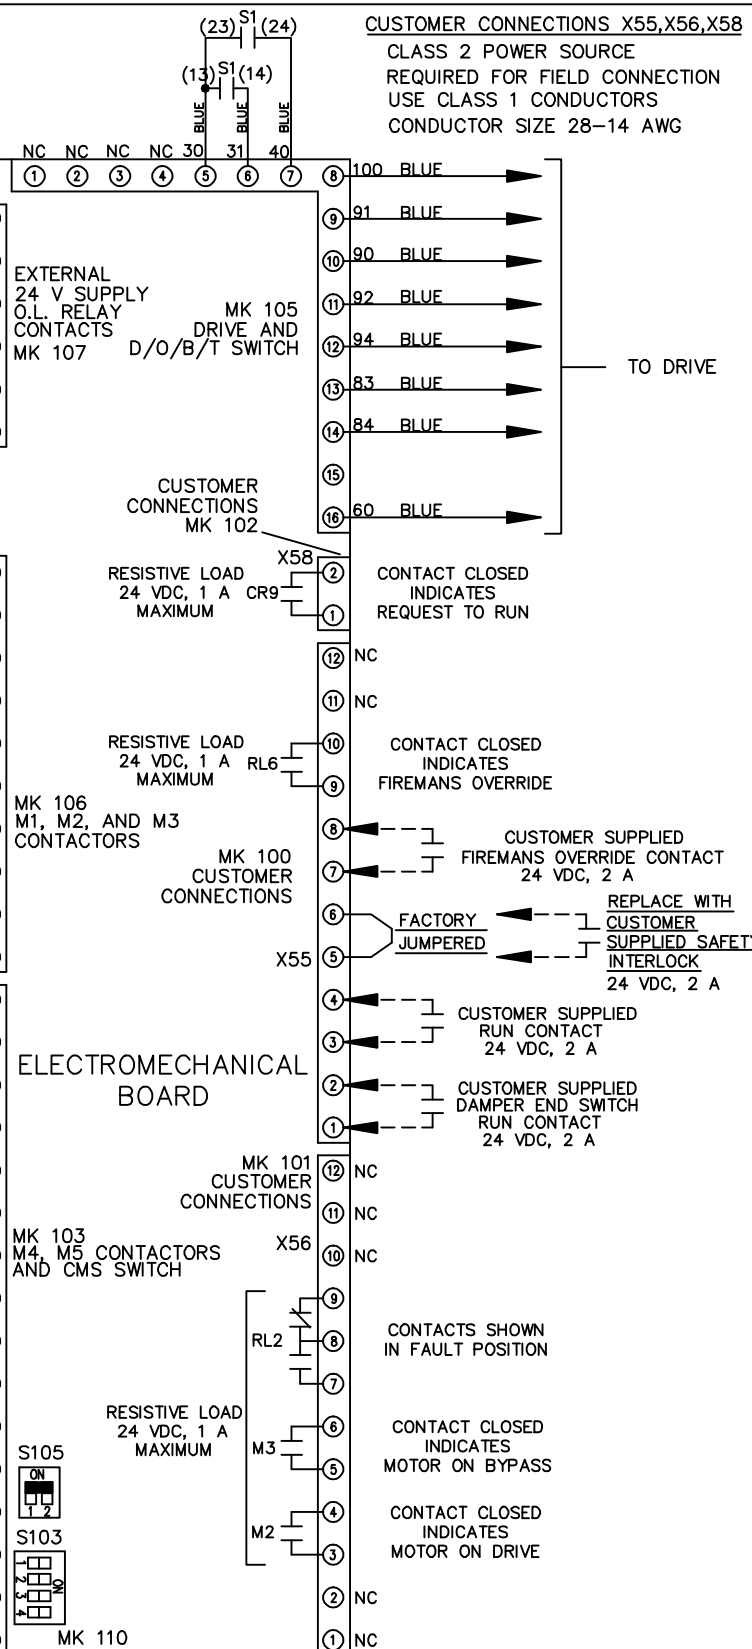 CUSTOMER CONNECTIONS X55,X56,X58
CLASS 2 POWER SOURCE
REQUIRED FOR FIELD CONNECTION
USE CLASS 1 CONDUCTORS
CONDUCTOR SIZE 28-14 AWG
(23) S1 (24)
(13) S1 (14)
BLUE BLUE BLUE
NC NC NC NC 30 31 40
1 2 3 4 5 6 7
8 100 BLUE
9 91 BLUE
10 90 BLUE
11 92 BLUE
12 94 BLUE
13 83 BLUE
14 84 BLUE
15
16 60 BLUE
TO DRIVE
EXTERNAL
24 V SUPPLY
O.L. RELAY
CONTACTS
MK 107
MK 105
DRIVE AND
D/O/B/T SWITCH
CUSTOMER
CONNECTIONS
MK 102
X58
2
1
RESISTIVE LOAD
24 VDC, 1 A
MAXIMUM
CR9
CONTACT CLOSED
INDICATES
REQUEST TO RUN
12 NC
11 NC
10
9
RESISTIVE LOAD
24 VDC, 1 A
MAXIMUM
RL6
CONTACT CLOSED
INDICATES
FIREMANS OVERRIDE
MK 106
M1, M2, AND M3
CONTACTORS
MK 100
CUSTOMER
CONNECTIONS
8
7
CUSTOMER SUPPLIED
FIREMANS OVERRIDE CONTACT
24 VDC, 2 A
6
5
FACTORY
JUMPERED
REPLACE WITH
CUSTOMER
SUPPLIED SAFETY
INTERLOCK
24 VDC, 2 A
X55
4
3
CUSTOMER SUPPLIED
RUN CONTACT
24 VDC, 2 A
ELECTROMECHANICAL
BOARD
2
1
CUSTOMER SUPPLIED
DAMPER END SWITCH
RUN CONTACT
24 VDC, 2 A
MK 101
CUSTOMER
CONNECTIONS
X56
12 NC
11 NC
10 NC
MK 103
M4, M5 CONTACTORS
AND CMS SWITCH
9
8
7
RL2
CONTACTS SHOWN
IN FAULT POSITION
RESISTIVE LOAD
24 VDC, 1 A
MAXIMUM
6
5
M3
CONTACT CLOSED
INDICATES
MOTOR ON BYPASS
4
3
M2
CONTACT CLOSED
INDICATES
MOTOR ON DRIVE
2 NC
1 NC
S105
ON
1 2
S103
1
2
3
4
ON
MK 110